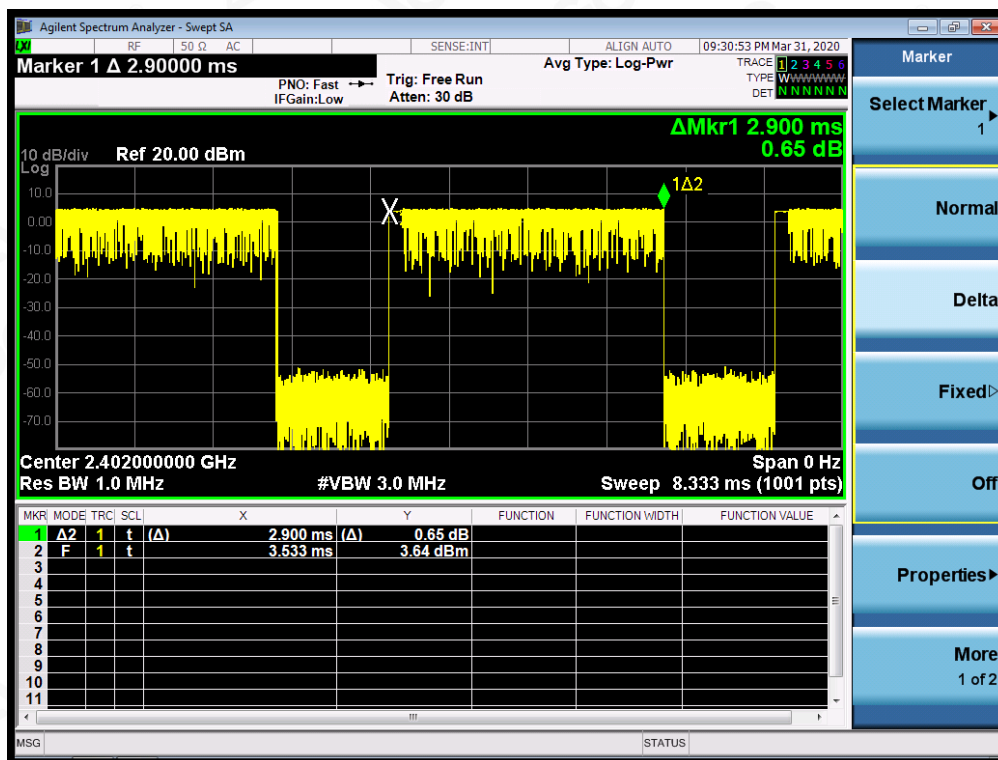 Agilent Spectrum Analyzer - Swept SA
LXI RF 50 Ω AC SENSE:INT ALIGN AUTO 09:30:53 PM Mar 31, 2020
Marker 1 Δ 2.90000 ms
PNO: Fast
IFGain:Low
Trig: Free Run
Atten: 30 dB
Avg Type: Log-Pwr
TRACE 1 2 3 4 5 6
TYPE WWWWWW
DET N N N N N N
ΔMkr1 2.900 ms
0.65 dB
10 dB/div Ref 20.00 dBm
Log
10.0
0.00
-10.0
-20.0
-30.0
-40.0
-50.0
-60.0
-70.0
X
1Δ2
Center 2.402000000 GHz Span 0 Hz
Res BW 1.0 MHz #VBW 3.0 MHz Sweep 8.333 ms (1001 pts)
MKR MODE TRC SCL X Y FUNCTION FUNCTION WIDTH FUNCTION VALUE
1 Δ2 1 t (Δ) 2.900 ms (Δ) 0.65 dB
2 F 1 t 3.533 ms 3.64 dBm
3
4
5
6
7
8
9
10
11
MSG STATUS
Marker
Select Marker
1
Normal
Delta
Fixed
Off
Properties
More
1 of 2